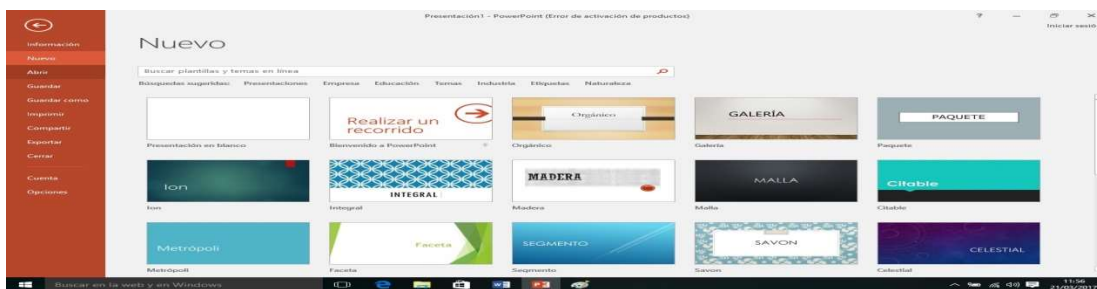 Presentación1 - PowerPoint (Error de activación de productos)
?
Iniciar sesió
Información
Nuevo
Abrir
Guardar
Guardar como
Imprimir
Compartir
Exportar
Cerrar
Cuenta
Opciones
Nuevo
Buscar plantillas y temas en línea
Búsquedas sugeridas: Presentaciones Empresa Educación Temas Industria Etiquetas Naturaleza
Realizar un
recorrido
Orgánico
GALERÍA
PAQUETE
Presentación en blanco
Bienvenido a PowerPoint
Orgánico
Galería
Paquete
Ion
INTEGRAL
MADERA
MALLA
Citable
Ion
Integral
Madera
Malla
Citable
Metrópoli
Faceta
SEGMENTO
SAVON
CELESTIAL
Metrópoli
Faceta
Segmento
Savon
Celestial
Buscar en la web y en Windows
11:56
21/03/2017